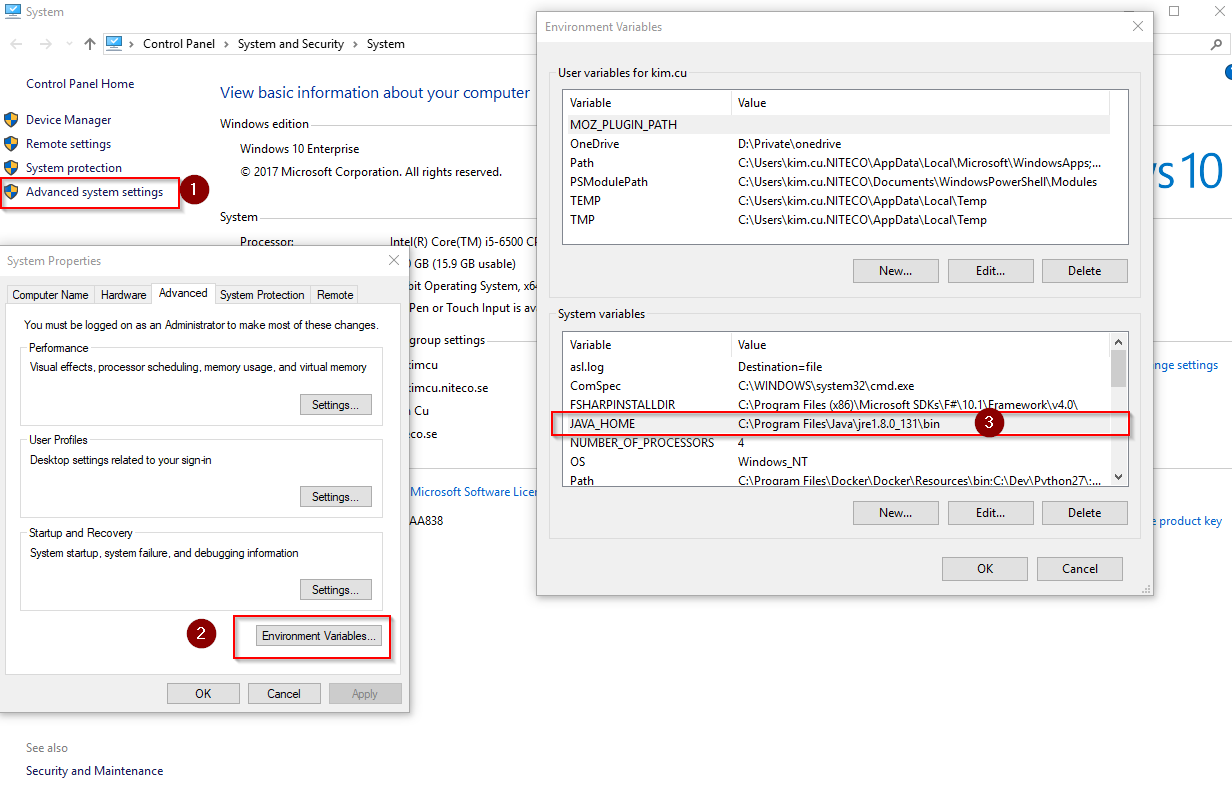 System
Control Panel > System and Security > System
Control Panel Home
Device Manager
Remote settings
System protection
Advanced system settings
1
View basic information about your computer
Windows edition
Windows 10 Enterprise
© 2017 Microsoft Corporation. All rights reserved.
System
Processor:
Intel(R) Core(TM) i5-6500
GB (15.9 GB usable)
bit Operating System,
Pen or Touch Input is
group settings
kimcu.niteco.se
Cu
Microsoft Software
AA838
10
settings
product key
System Properties
Computer Name
Hardware
Advanced
System Protection
Remote
You must be logged on as an Administrator to make most of these changes.
Performance
Visual effects, processor scheduling, memory usage, and virtual memory
Settings...
User Profiles
Desktop settings related to your sign-in
Settings...
Startup and Recovery
System startup, system failure, and debugging information
Settings...
2
Environment Variables...
OK
Cancel
Apply
See also
Security and Maintenance
Environment Variables
User variables for kim.cu
Variable Value
MOZ_PLUGIN_PATH
OneDrive D:\Private\onedrive
Path C:\Users\kim.cu.NITECO\AppData\Local\Microsoft\WindowsApps;...
PSModulePath C:\Users\kim.cu.NITECO\Documents\WindowsPowerShell\Modules
TEMP C:\Users\kim.cu.NITECO\AppData\Local\Temp
TMP C:\Users\kim.cu.NITECO\AppData\Local\Temp
New...
Edit...
Delete
System variables
Variable Value
asl.log Destination=file
ComSpec C:\WINDOWS\system32\cmd.exe
FSHARPINSTALLDIR C:\Program Files (x86)\Microsoft SDKs\F#\10.1\Framework\v4.0\
JAVA_HOME C:\Program Files\Java\jre1.8.0_131\bin
3
NUMBER_OF_PROCESSORS 4
OS Windows_NT
Path C:\Program Files\Docker\Docker\Resources\bin;C:\Dev\Python27\;...
New...
Edit...
Delete
OK
Cancel